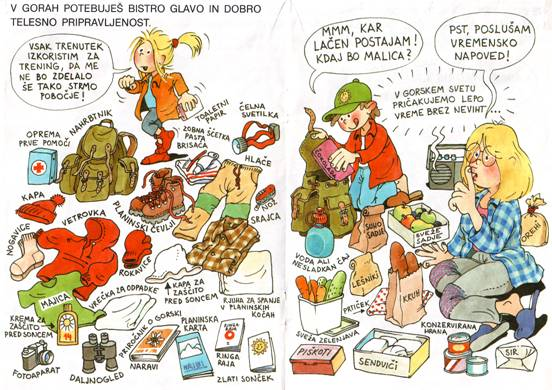 V GORAH POTEBUJEŠ BISTRO GLAVO IN DOBRO
TELESNO PRIPRAVLJENOST.
VSAK TRENUTEK
IZKORISTIM ZA
TRENING, DA ME
NE BO ZDELALO
ŠE TAKO STRMO
POBOČJE!
OPREMA
PRVE POMOČI
NAHRBTNIK
TOALETNI
PAPIR
ZOBNA ŠČETKA
PASTA
BRISAČA
ČELNA
SVETILKA
HLAČE
NOŽ
SRAJCA
KAPA
VETROVKA
PLANINSKI ČEVLJI
NOGAVICE
ROKAVICE
MAJICA
VREČKA ZA ODPADKE
KAPA ZA
ZAŠČITO
PRED SONCEM
RJUHA ZA SPANJE
V PLANINSKIH
KOČAH
KREMA ZA
ZAŠČITO
PRED SONCEM
FOTOAPARAT
DALJNOGLED
PRIROČNIK O GORSKI
NARAVI
PLANINSKA
KARTA
RINGA
RAJA
RINGA
RAJA
ZLATI SONČEK
MMM, KAR
LAČEN POSTAJAM!
KDAJ BO MALICA?
PST, POSLUŠAM
VREMENSKO
NAPOVED!
V GORSKEM SVETU
PRIČAKUJEMO LEPO
VREME BREZ NEVIHT...
VODA ALI
NESLADKAN ČAJ
SUHO
SADJE
SVEŽE
SADJE
OREHI
LEŠNIKI
KRUH
PRTIČEK
SVEŽA ZELENJAVA
KONZERVIRANA
HRANA
PIŠKOTI
SENDVIČI
SIR